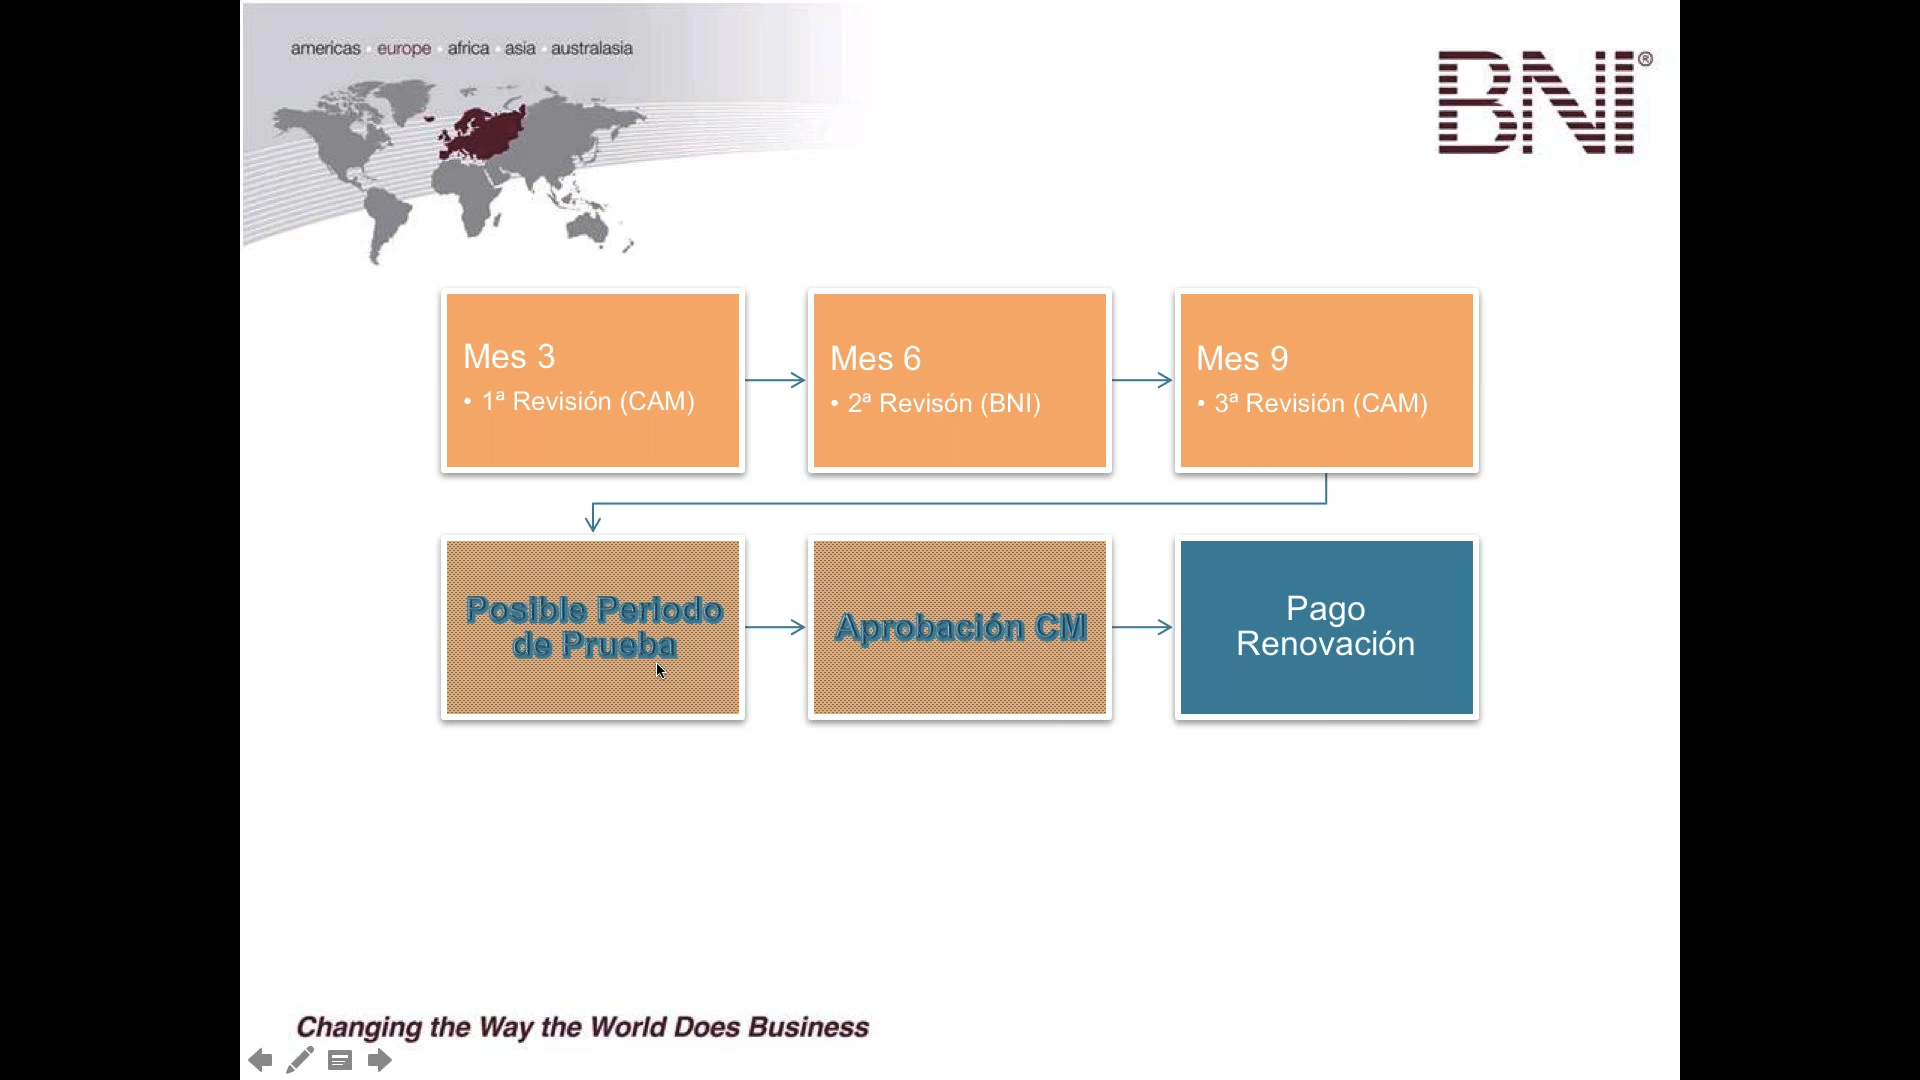 americas europe africa asia australasia
BNI®
Mes 3
• 1ª Revisión (CAM)
Mes 6
• 2ª Revisón (BNI)
Mes 9
• 3ª Revisión (CAM)
Posible Periodo
de Prueba
Aprobación CM
Pago
Renovación
Changing the Way the World Does Business